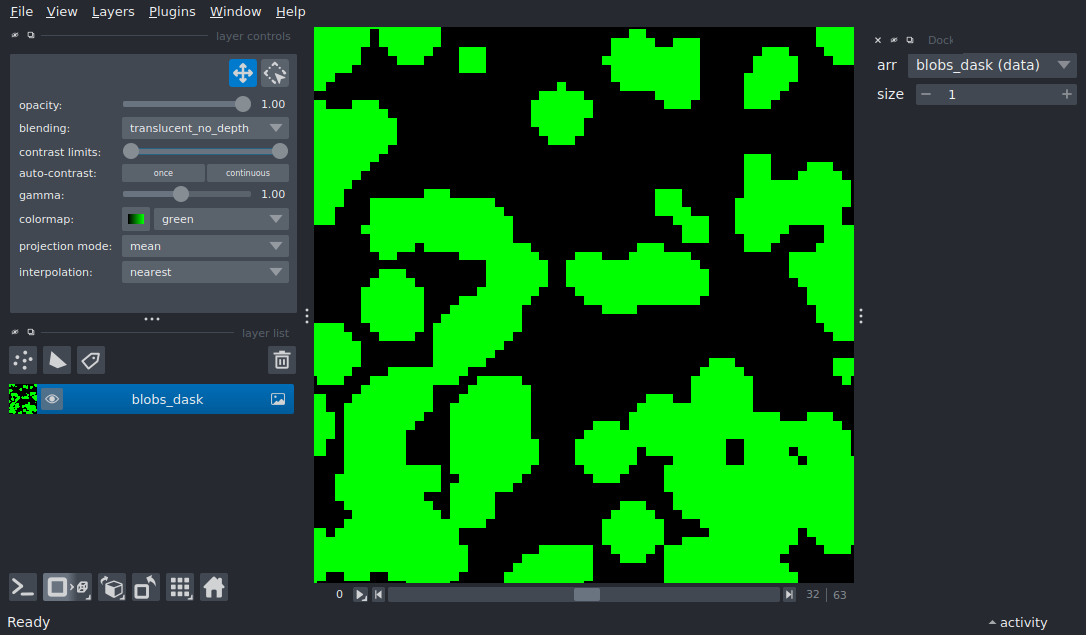 File View Layers Plugins Window Help
layer controls
opacity: 1.00
blending: translucent_no_depth
contrast limits:
auto-contrast: once continuous
gamma: 1.00
colormap: green
projection mode: mean
interpolation: nearest
layer list
blobs_dask
0 32 | 63
Dock
arr blobs_dask (data)
size 1
Ready
activity